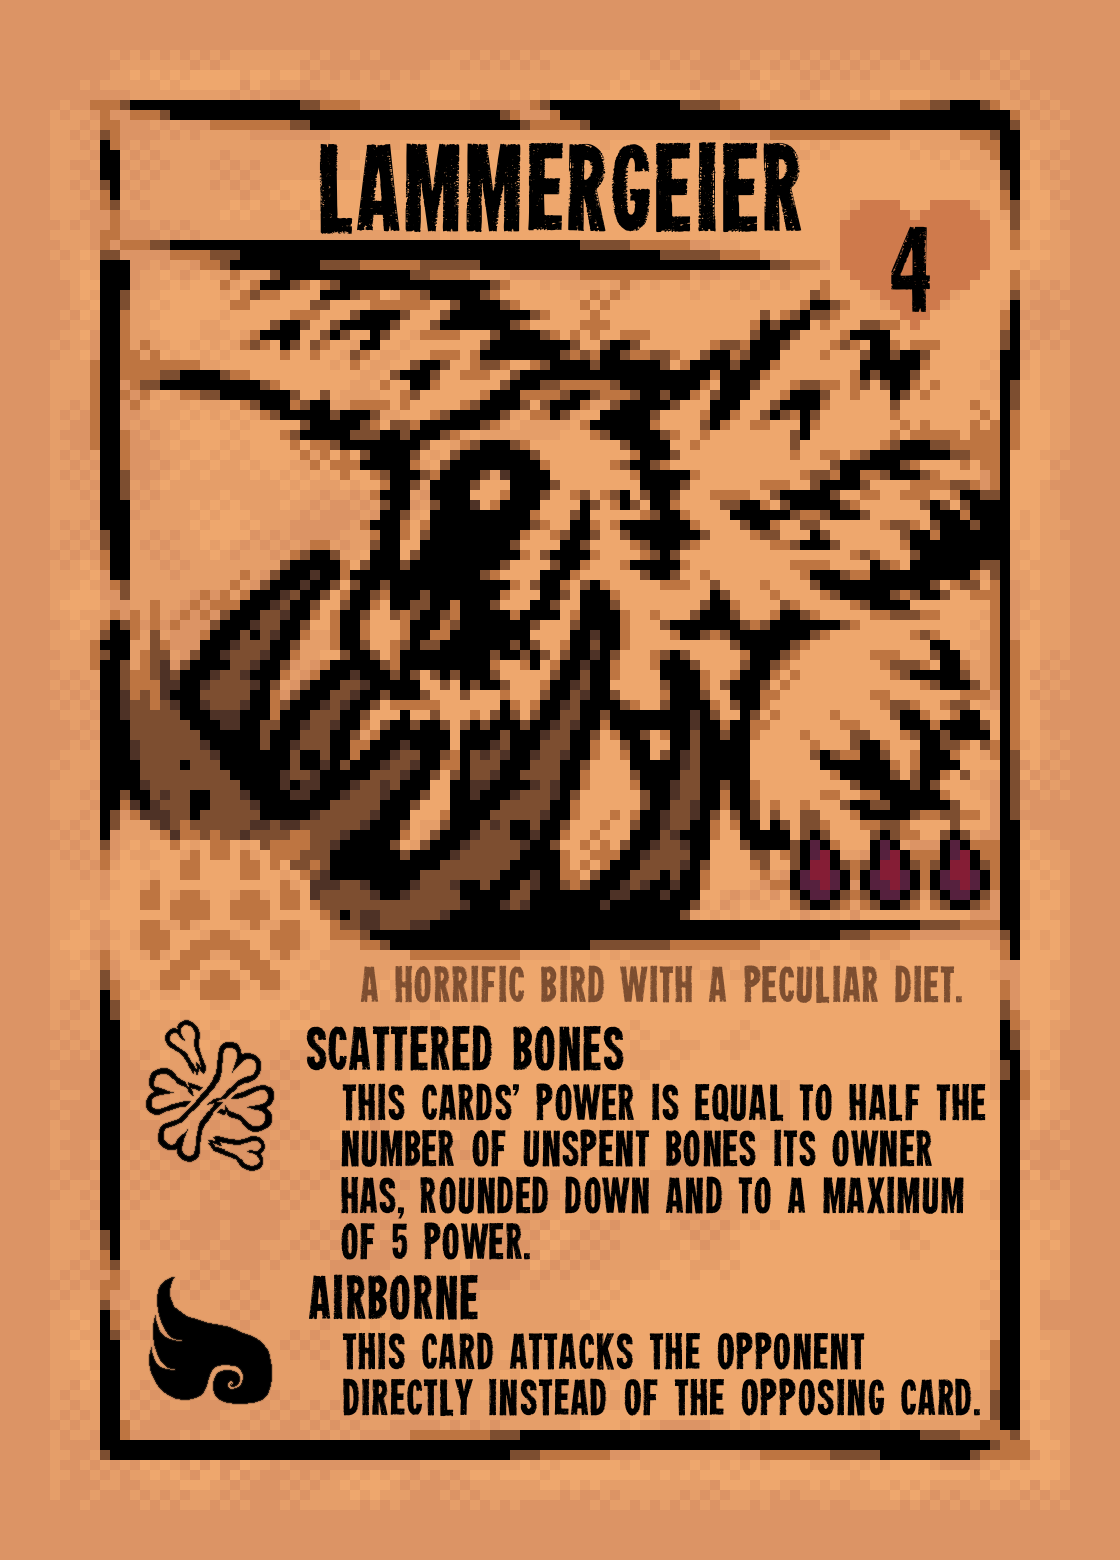 LAMMERGEIER
4
A HORRIFIC BIRD WITH A PECULIAR DIET.
SCATTERED BONES
THIS CARDS' POWER IS EQUAL TO HALF THE
NUMBER OF UNSPENT BONES ITS OWNER
HAS, ROUNDED DOWN AND TO A MAXIMUM
OF 5 POWER.
AIRBORNE
THIS CARD ATTACKS THE OPPONENT
DIRECTLY INSTEAD OF THE OPPOSING CARD.